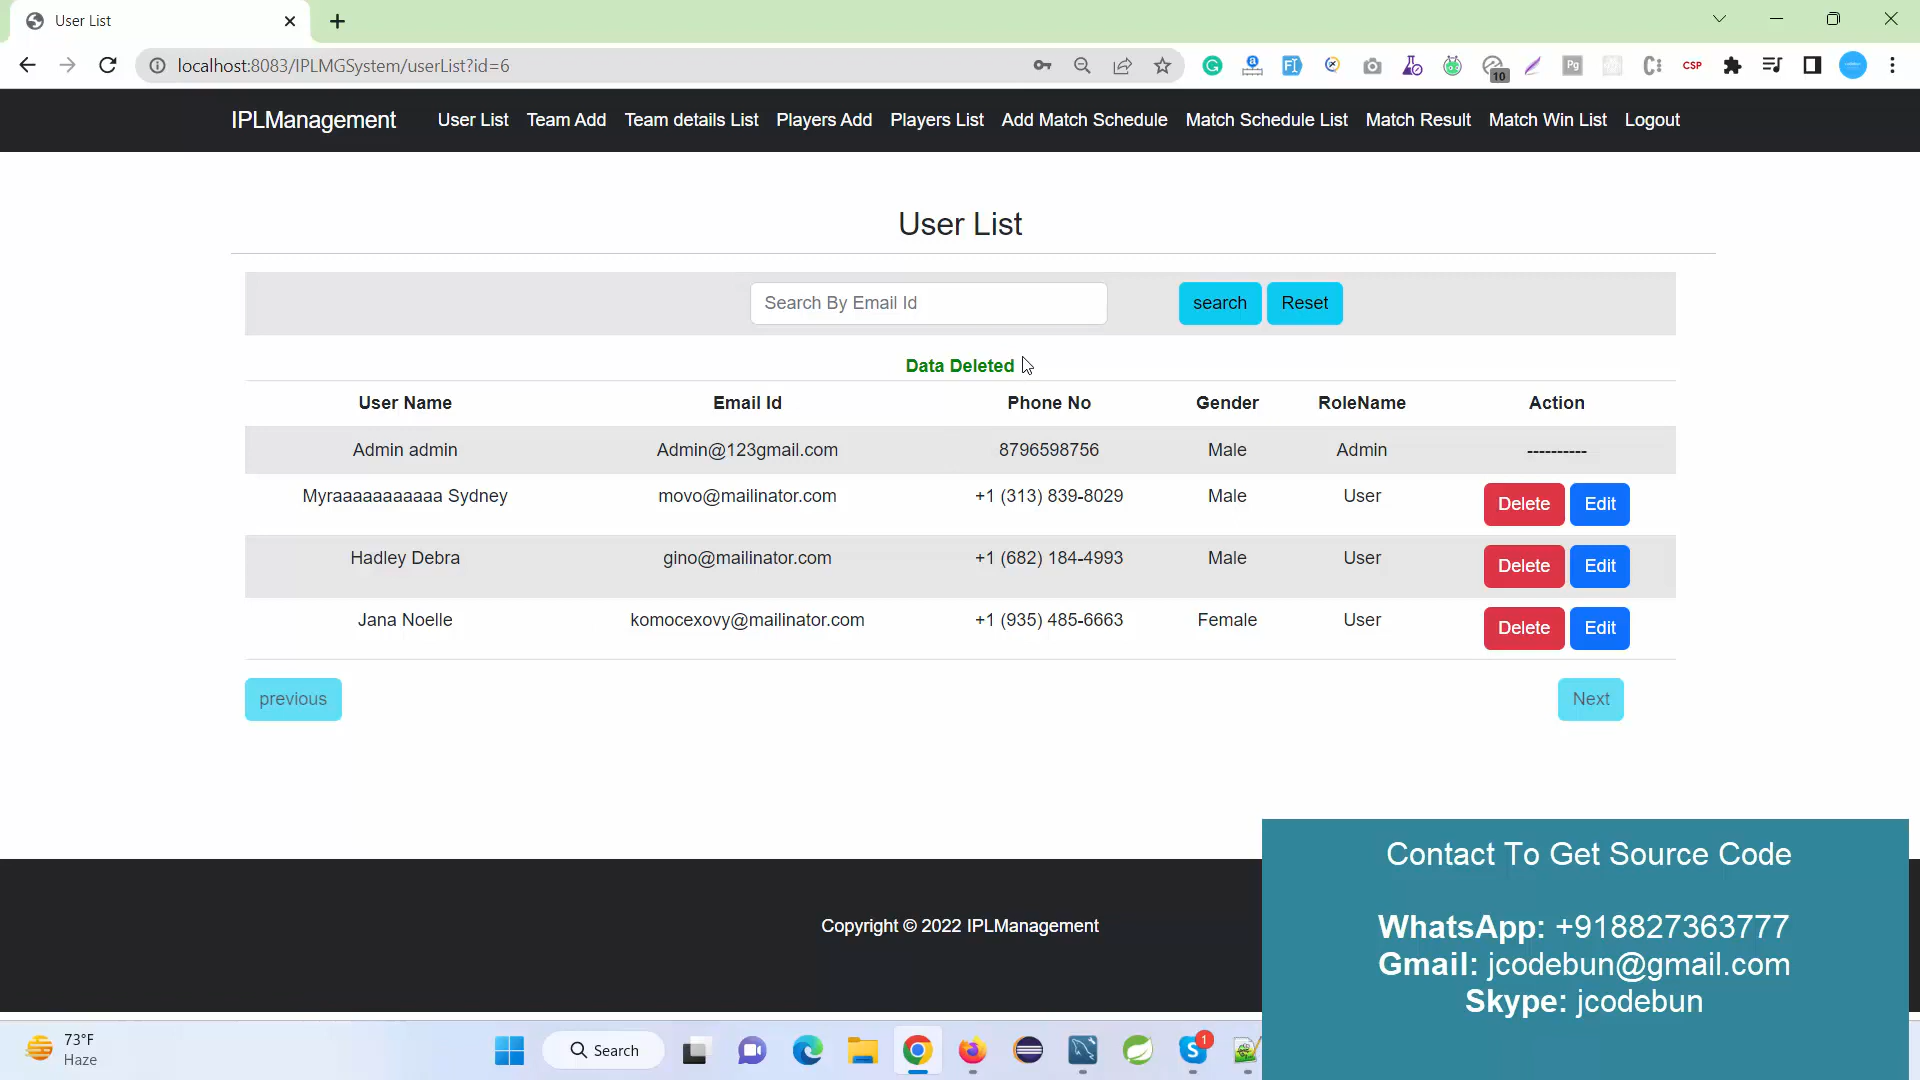 User List
localhost:8083/IPLMGSystem/userList?id=6
10
CSP
IPLManagement User List Team Add Team details List Players Add Players List Add Match Schedule Match Schedule List Match Result Match Win List Logout
User List
Search By Email Id search Reset
Data Deleted
User Name Email Id Phone No Gender RoleName Action
Admin admin Admin@123gmail.com 8796598756 Male Admin ----------
Myraaaaaaaaaaa Sydney movo@mailinator.com +1 (313) 839-8029 Male User Delete Edit
Hadley Debra gino@mailinator.com +1 (682) 184-4993 Male User Delete Edit
Jana Noelle komocexovy@mailinator.com +1 (935) 485-6663 Female User Delete Edit
previous Next
Copyright © 2022 IPLManagement
Contact To Get Source Code
WhatsApp: +918827363777
Gmail: jcodebun@gmail.com
Skype: jcodebun
73°F
Haze
Search
1